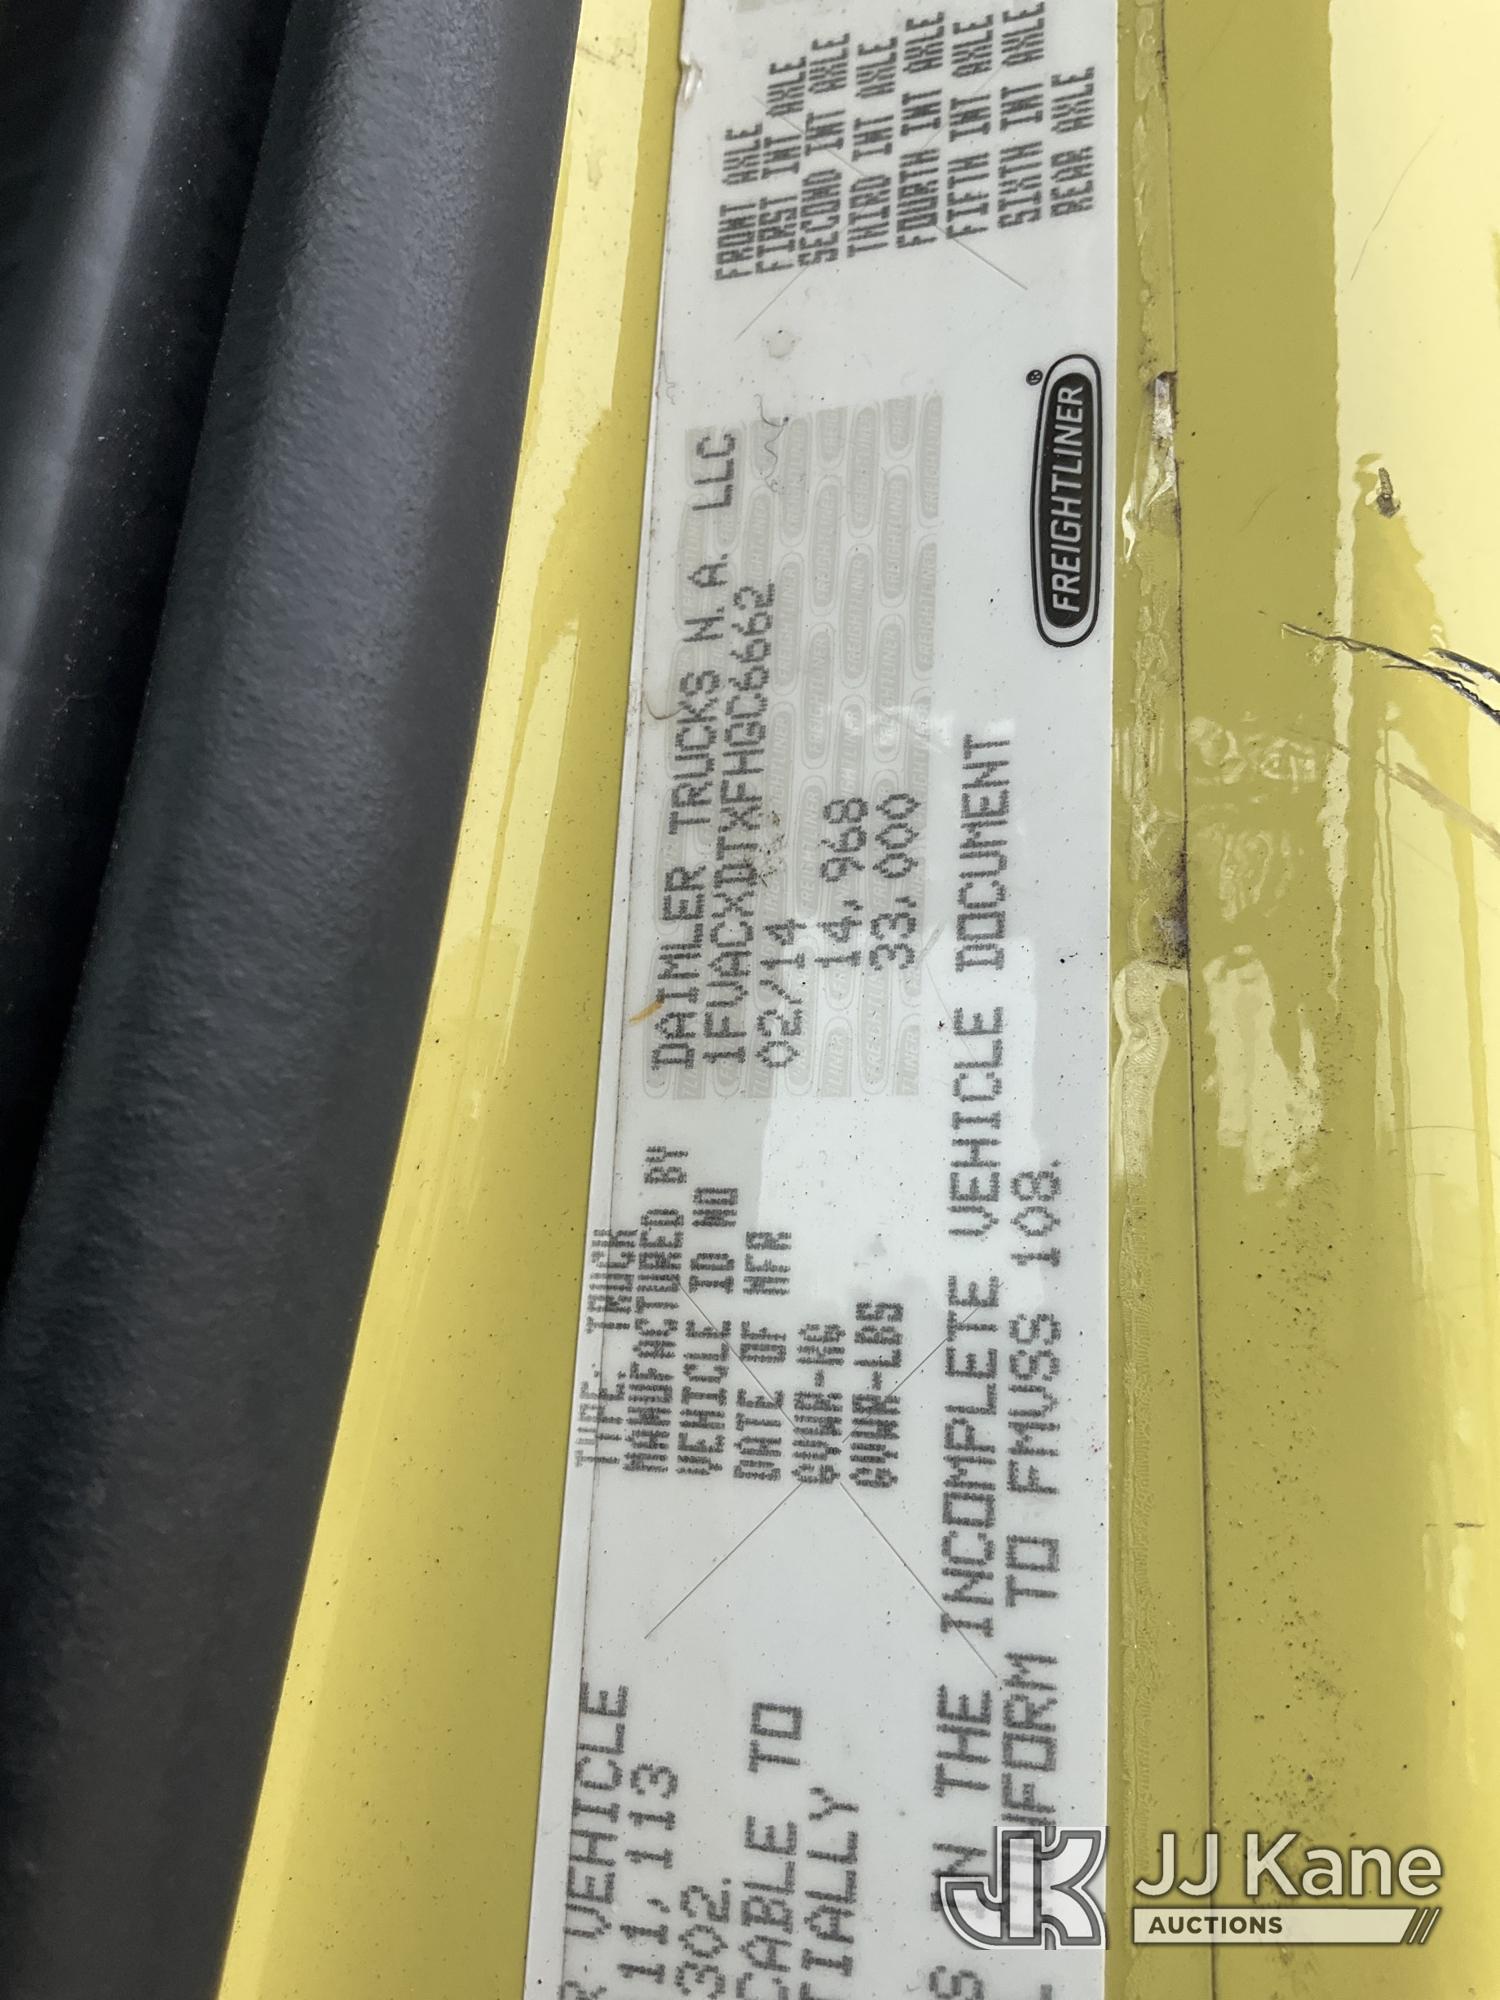 R VEHICLE
11, 113
302.
CABLE TO
TIALLY
S IN THE INCOMPLETE VEHICLE DOCUMENT
FORM TO FMVSS 108.
TYPE: TRUCK
MANUFACTURED BY DAIMLER TRUCKS N. A. LLC
VEHICLE ID NO 1FVACXDTXFHGC6662
DATE OF MFR 02/14
GVWR-KG 14, 968
GVWR-LBS 33, 000
FREIGHTLINER®
FRONT AXLE
FIRST INT AXLE
SECOND INT AXLE
THIRD INT AXLE
FOURTH INT AXLE
FIFTH INT AXLE
SIXTH INT AXLE
REAR AXLE
JK
JJ Kane
AUCTIONS